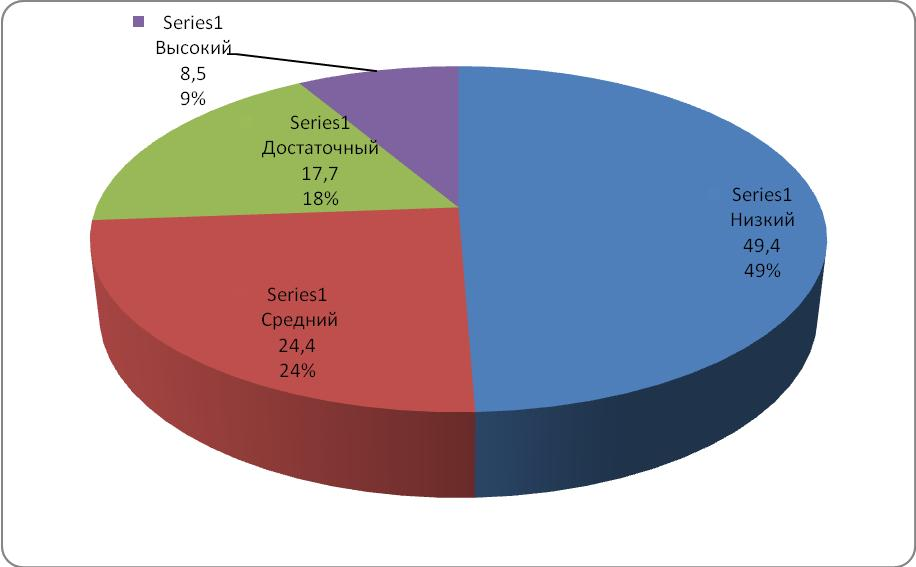 Series1
Высокий
8,5
9%
Series1
Достаточный
17,7
18%
Series1
Низкий
49,4
49%
Series1
Средний
24,4
24%